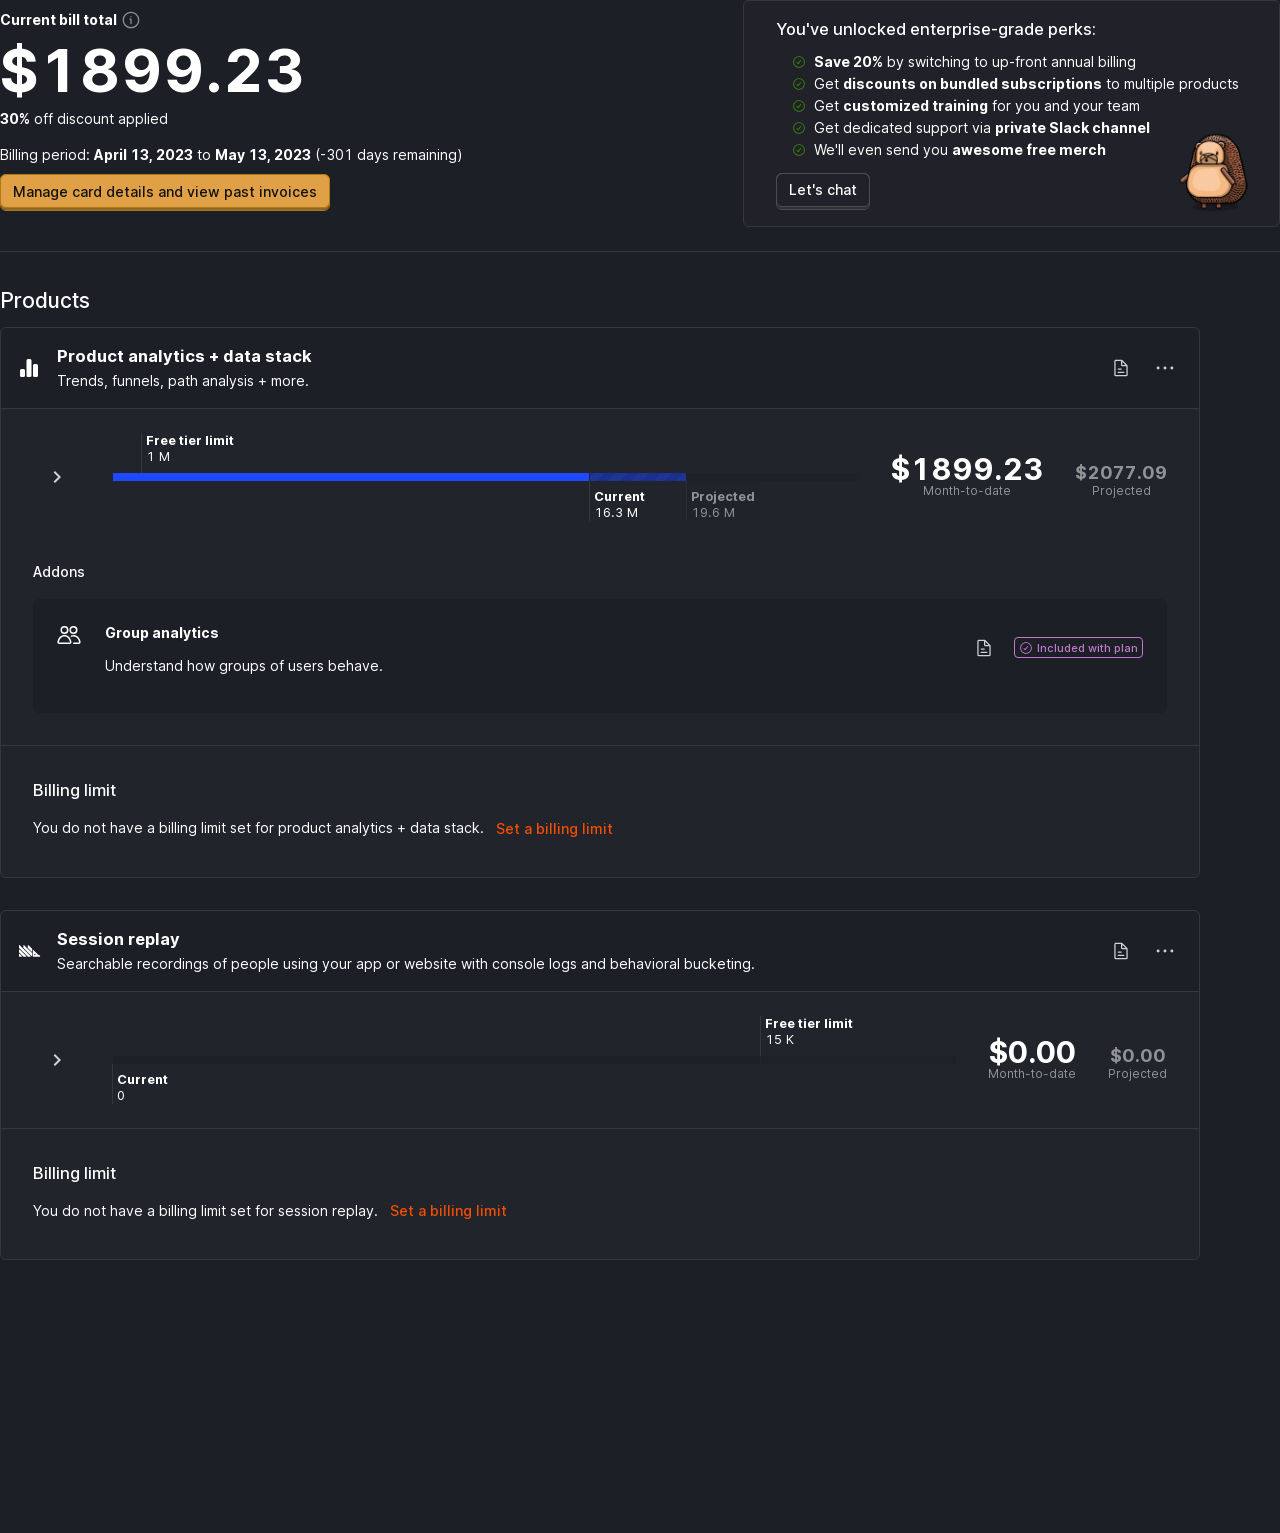 Current bill total
$1899.23
30% off discount applied
Billing period: April 13, 2023 to May 13, 2023 (-301 days remaining)
Manage card details and view past invoices
You've unlocked enterprise-grade perks:
Save 20% by switching to up-front annual billing
Get discounts on bundled subscriptions to multiple products
Get customized training for you and your team
Get dedicated support via private Slack channel
We'll even send you awesome free merch
Let's chat
Products
Product analytics + data stack
Trends, funnels, path analysis + more.
Free tier limit
1 M
Current
16.3 M
Projected
19.6 M
$1899.23
Month-to-date
$2077.09
Projected
Addons
Group analytics
Understand how groups of users behave.
Included with plan
Billing limit
You do not have a billing limit set for product analytics + data stack. Set a billing limit
Session replay
Searchable recordings of people using your app or website with console logs and behavioral bucketing.
Free tier limit
15 K
Current
0
$0.00
Month-to-date
$0.00
Projected
Billing limit
You do not have a billing limit set for session replay. Set a billing limit